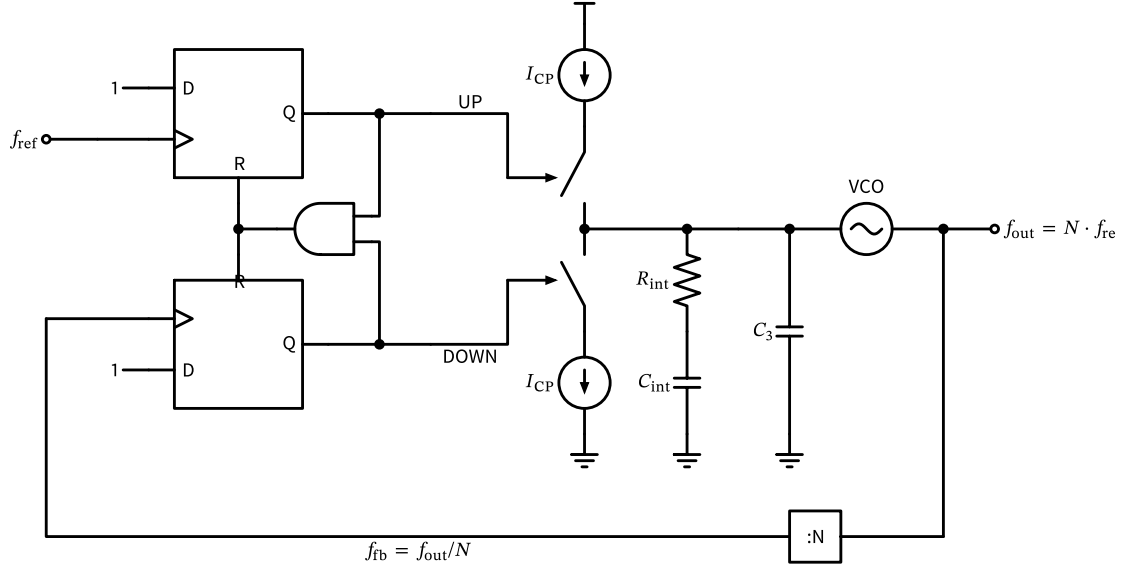 I_CP
1
D
UP
Q
f_ref
R
VCO
f_out = N · f_re
R
R_int
Q
C_3
DOWN
1
D
I_CP
C_int
:N
f_fb = f_out/N